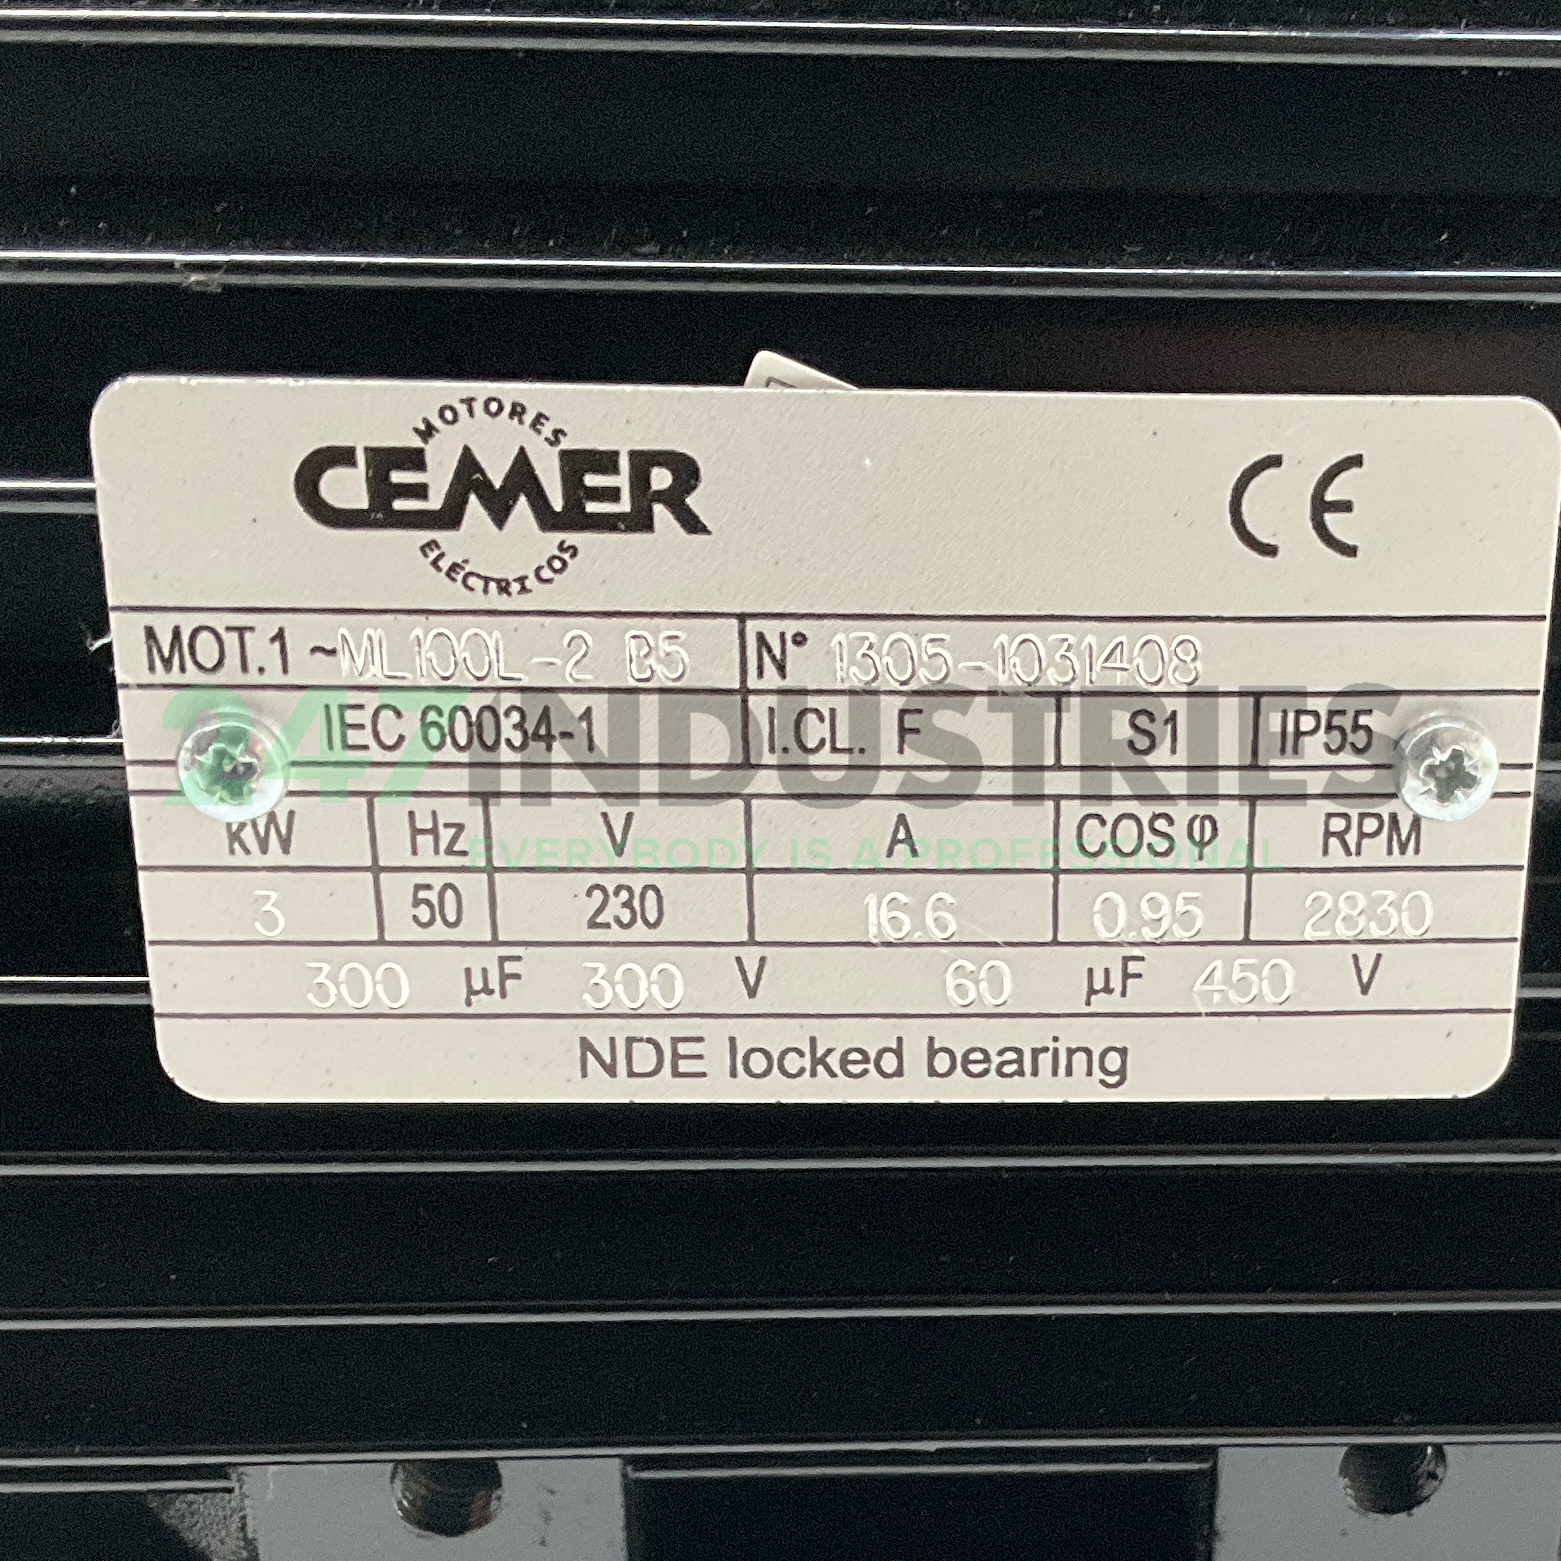 MOTORES
CEMER
ELÉCTRICOS
CE
MOT.1 ~ ML100L-2 B5 N° 1305-1031408
IEC 60034-1 I.CL. F S1 IP55
247 INDUSTRIES
kW Hz V A COS φ RPM
EVERYBODY IS A PROFESSIONAL
3 50 230 16.6 0.95 2830
300 µF 300 V 60 µF 450 V
NDE locked bearing